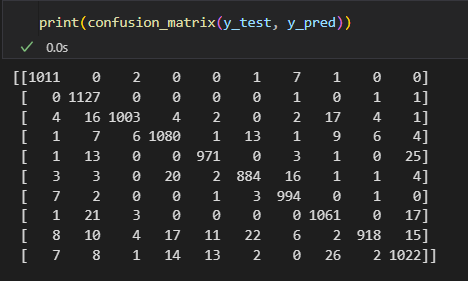 print(confusion_matrix(y_test, y_pred))
✓ 0.0s
[[1011    0    2    0    0    1    7    1    0    0]
 [   0 1127    0    0    0    0    1    0    1    1]
 [   4   16 1003    4    2    0    2   17    4    1]
 [   1    7    6 1080    1   13    1    9    6    4]
 [   1   13    0    0  971    0    3    1    0   25]
 [   3    3    0   20    2  884   16    1    1    4]
 [   7    2    0    0    1    3  994    0    1    0]
 [   1   21    3    0    0    0    0 1061    0   17]
 [   8   10    4   17   11   22    6    2  918   15]
 [   7    8    1   14   13    2    0   26    2 1022]]